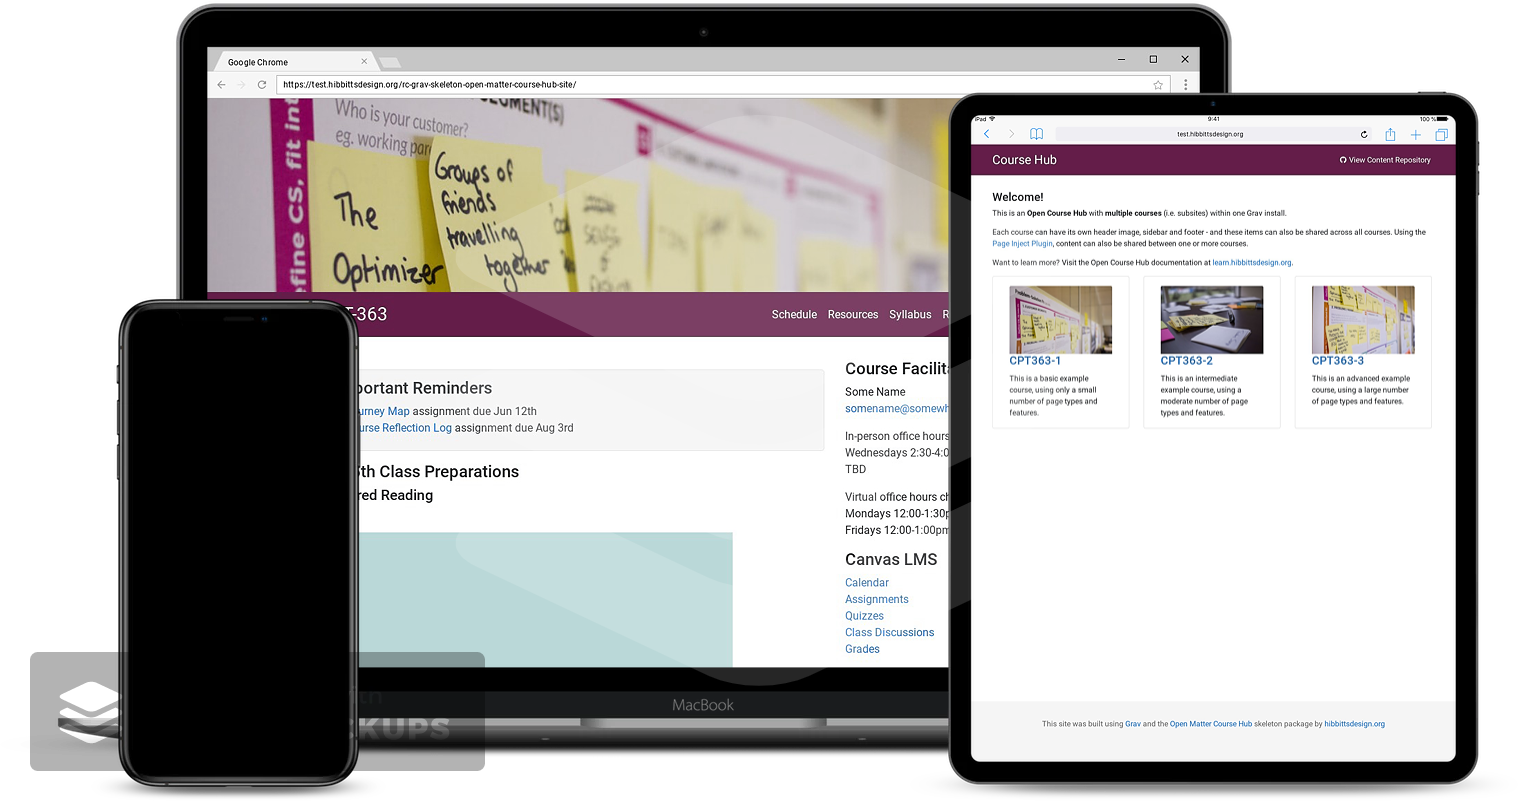 Google Chrome
https://test.hibbittsdesign.org/rc-grav-skeleton-open-matter-course-hub-site/
Who is your customer?
eg. working
efine CS, fit int
The
Optimizer
Groups of
friends
travelling
together
-363
Schedule Resources Syllabus R
portant Reminders
urney Map assignment due Jun 12th
urse Reflection Log assignment due Aug 3rd
th Class Preparations
red Reading
Course Facilita
Some Name
somename@somewh
In-person office hours
Wednesdays 2:30-4:0
TBD
Virtual office hours ch
Mondays 12:00-1:30p
Fridays 12:00-1:00pm
Canvas LMS
Calendar
Assignments
Quizzes
Class Discussions
Grades
MacBook
KUPS
iPad 9:41 100 %
test.hibbittsdesign.org
Course Hub
View Content Repository
Welcome!
This is an Open Course Hub with multiple courses (i.e. subsites) within one Grav install.
Each course can have its own header image, sidebar and footer - and these items can also be shared across all courses. Using the
Page Inject Plugin, content can also be shared between one or more courses.
Want to learn more? Visit the Open Course Hub documentation at learn.hibbittsdesign.org.
CPT363-1
This is a basic example
course, using only a small
number of page types and
features.
CPT363-2
This is an intermediate
example course, using a
moderate number of page
types and features.
CPT363-3
This is an advanced example
course, using a large number
of page types and features.
This site was built using Grav and the Open Matter Course Hub skeleton package by hibbittsdesign.org